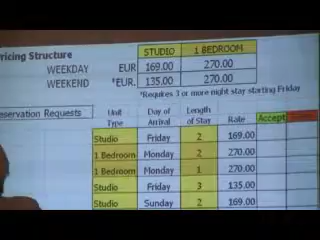 Pricing Structure
STUDIO 1 BEDROOM
WEEKDAY EUR 169.00 270.00
WEEKEND *EUR. 135.00 270.00
*Requires 3 or more night stay starting Friday
eservation Requests
Unit Type Day of Arrival Length of Stay Rate Accept
Studio Friday 2 169.00
1 Bedroom Monday 2 270.00
1 Bedroom Monday 1 270.00
Studio Friday 3 135.00
Studio Sunday 2 169.00